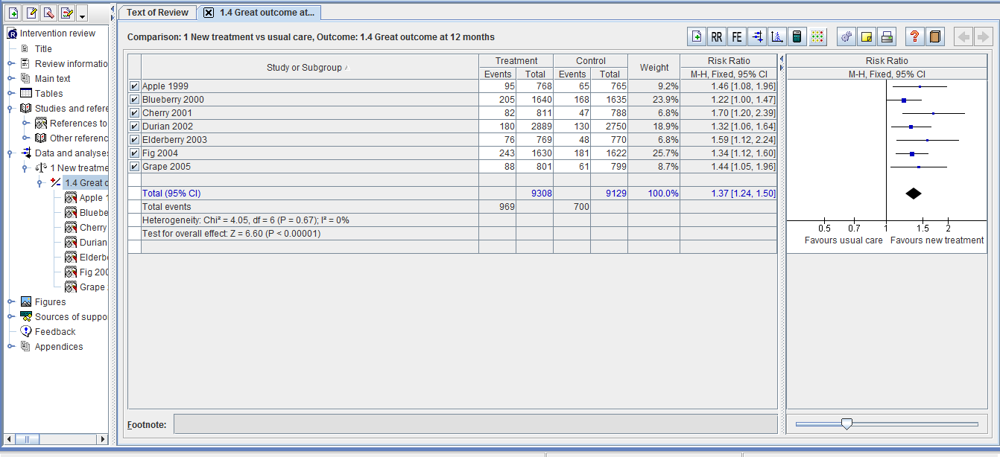 Text of Review
1.4 Great outcome at...
Intervention review
Title
Review informatio
Main text
Tables
Studies and refere
References to
Other referenc
Data and analyses
1 New treatme
1.4 Great o
Apple 1
Bluebe
Cherry
Durian
Elderbe
Fig 200
Grape
Figures
Sources of suppo
Feedback
Appendices
Comparison: 1 New treatment vs usual care, Outcome: 1.4 Great outcome at 12 months
RR FE ?
Study or Subgroup Treatment Control Weight Risk Ratio
Events Total Events Total M-H, Fixed, 95% CI
Apple 1999 95 768 65 765 9.2% 1.46 [1.08, 1.96]
Blueberry 2000 205 1640 168 1635 23.9% 1.22 [1.00, 1.47]
Cherry 2001 82 811 47 788 6.8% 1.70 [1.20, 2.39]
Durian 2002 180 2889 130 2750 18.9% 1.32 [1.06, 1.64]
Elderberry 2003 76 769 48 770 6.8% 1.59 [1.12, 2.24]
Fig 2004 243 1630 181 1622 25.7% 1.34 [1.12, 1.60]
Grape 2005 88 801 61 799 8.7% 1.44 [1.05, 1.96]
Total (95% CI) 9308 9129 100.0% 1.37 [1.24, 1.50]
Total events 969 700
Heterogeneity: Chi² = 4.05, df = 6 (P = 0.67); I² = 0%
Test for overall effect: Z = 6.60 (P < 0.00001)
Risk Ratio
M-H, Fixed, 95% CI
0.5 0.7 1 1.5 2
Favours usual care Favours new treatment
Footnote: